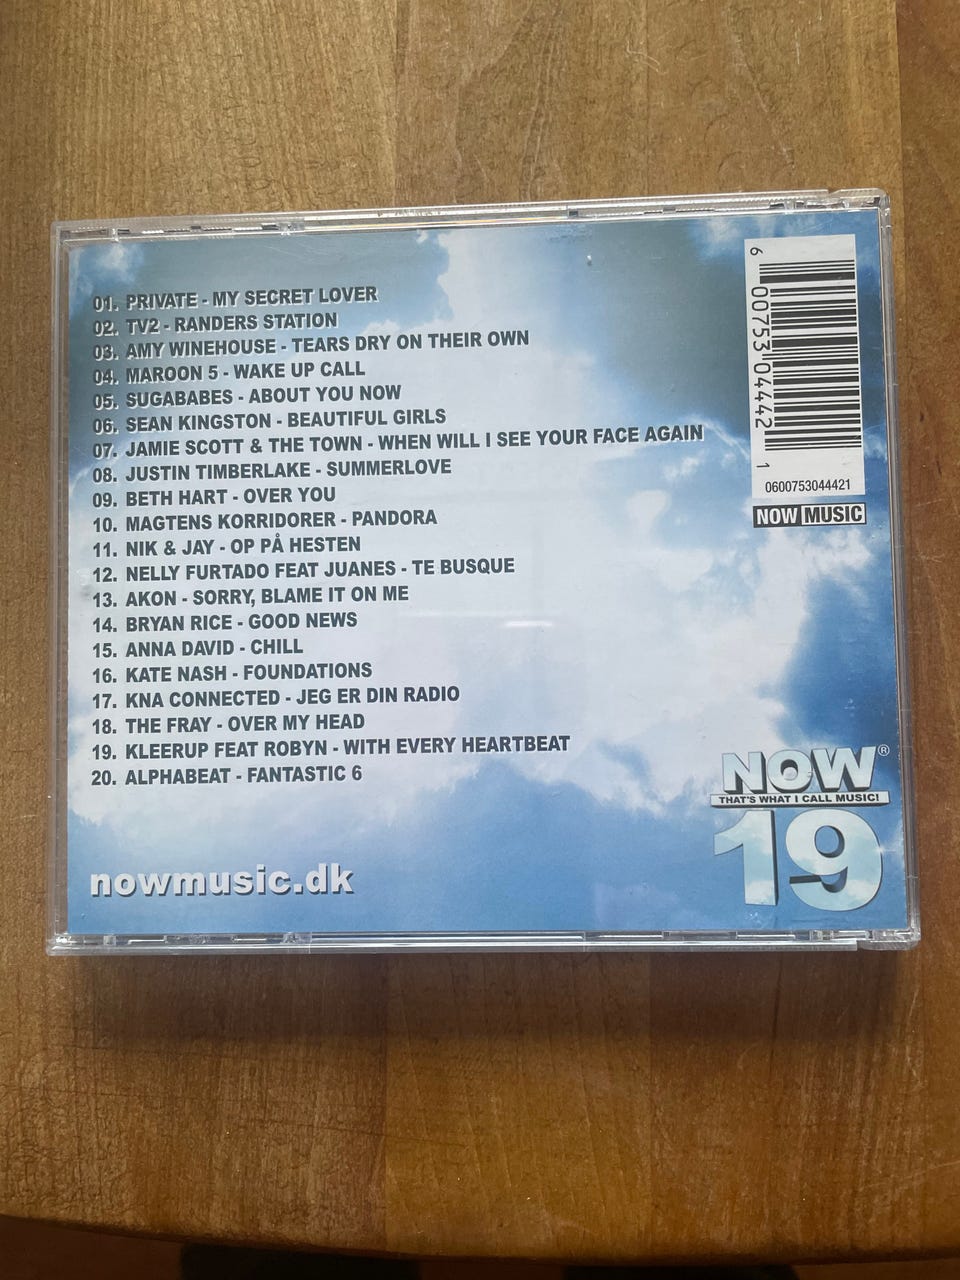 01. PRIVATE - MY SECRET LOVER
02. TV2 - RANDERS STATION
03. AMY WINEHOUSE - TEARS DRY ON THEIR OWN
04. MAROON 5 - WAKE UP CALL
05. SUGABABES - ABOUT YOU NOW
06. SEAN KINGSTON - BEAUTIFUL GIRLS
07. JAMIE SCOTT & THE TOWN - WHEN WILL I SEE YOUR FACE AGAIN
08. JUSTIN TIMBERLAKE - SUMMERLOVE
09. BETH HART - OVER YOU
10. MAGTENS KORRIDORER - PANDORA
11. NIK & JAY - OP PÅ HESTEN
12. NELLY FURTADO FEAT JUANES - TE BUSQUE
13. AKON - SORRY, BLAME IT ON ME
14. BRYAN RICE - GOOD NEWS
15. ANNA DAVID - CHILL
16. KATE NASH - FOUNDATIONS
17. KNA CONNECTED - JEG ER DIN RADIO
18. THE FRAY - OVER MY HEAD
19. KLEERUP FEAT ROBYN - WITH EVERY HEARTBEAT
20. ALPHABEAT - FANTASTIC 6
nowmusic.dk
6 00753 04442 1
0600753044421
NOW MUSIC
NOW®
THAT'S WHAT I CALL MUSIC!
19